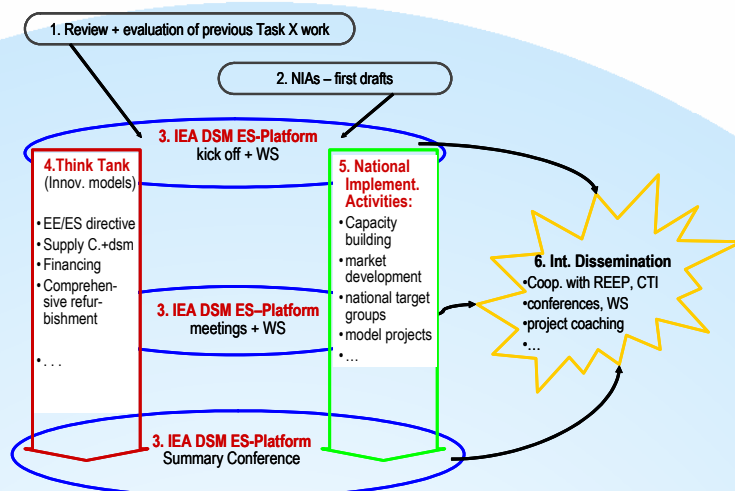 1. Review + evaluation of previous Task X work
2. NIAs – first drafts
3. IEA DSM ES-Platform
kick off + WS
4.Think Tank
(Innov. models)
• EE/ES directive
• Supply C.+dsm
• Financing
• Comprehen-
sive refur-
bishment
• . . .
5. National
Implement.
Activities:
• Capacity
building
• market
development
• national target
groups
• model projects
• ...
3. IEA DSM ES–Platform
meetings + WS
6. Int. Dissemination
•Coop. with REEP, CTI
•conferences, WS
•project coaching
•...
3. IEA DSM ES-Platform
Summary Conference